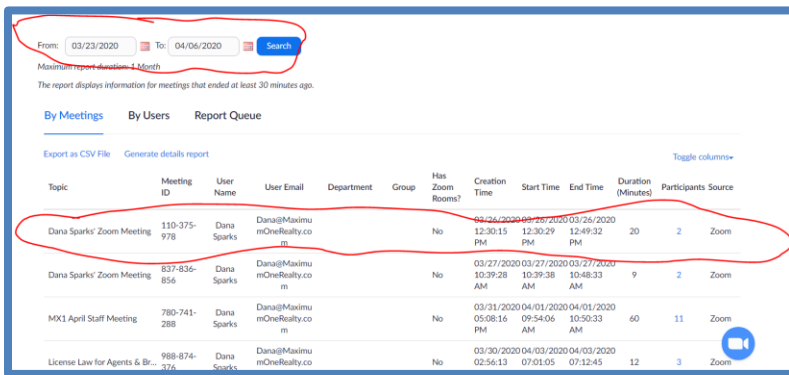 From: 03/23/2020 To: 04/06/2020 Search
Maximum report duration: 1 Month
The report displays information for meetings that ended at least 30 minutes ago.
By Meetings By Users Report Queue
Export as CSV File Generate details report Toggle columns
Topic Meeting ID User Name User Email Department Group Has Zoom Rooms? Creation Time Start Time End Time Duration (Minutes) Participants Source
Dana Sparks' Zoom Meeting 110-375-978 Dana Sparks Dana@MaximumOneRealty.com No 03/26/2020 12:30:15 PM 03/26/2020 12:30:29 PM 03/26/2020 12:49:32 PM 20 2 Zoom
Dana Sparks' Zoom Meeting 837-836-856 Dana Sparks Dana@MaximumOneRealty.com No 03/27/2020 10:39:28 AM 03/27/2020 10:39:38 AM 03/27/2020 10:48:33 AM 9 2 Zoom
MX1 April Staff Meeting 780-741-288 Dana Sparks Dana@MaximumOneRealty.com No 03/31/2020 05:08:16 PM 04/01/2020 09:54:06 AM 04/01/2020 10:50:33 AM 60 11 Zoom
License Law for Agents & Br... 988-874-376 Dana Sparks Dana@MaximumOneRealty.co No 03/30/2020 02:56:13 04/03/2020 07:01:05 04/03/2020 07:12:45 12 3 Zoom